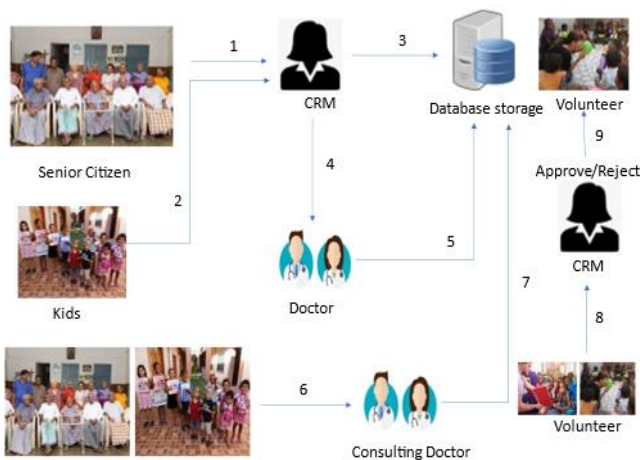 1
3
CRM
Database storage
Volunteer
9
Senior Citizen
4
Approve/Reject
2
5
CRM
Kids
Doctor
7
8
6
Consulting Doctor
Volunteer